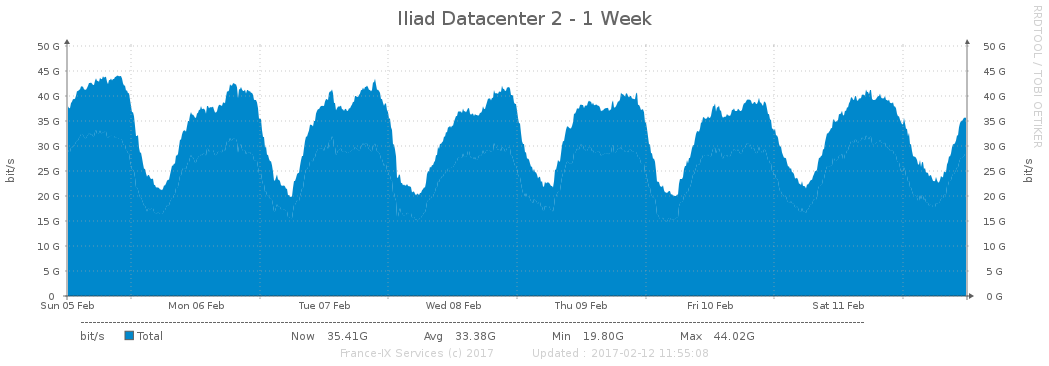 Iliad Datacenter 2 - 1 Week
RRDTOOL / TOBI OETIKER
bit/s
50 G 50 G
45 G 45 G
40 G 40 G
35 G 35 G
30 G 30 G
25 G 25 G
20 G 20 G
15 G 15 G
10 G 10 G
5 G 5 G
0 0 G
bit/s
Sun 05 Feb Mon 06 Feb Tue 07 Feb Wed 08 Feb Thu 09 Feb Fri 10 Feb Sat 11 Feb
bit/s Total Now 35.41G Avg 33.38G Min 19.80G Max 44.02G
France-IX Services (c) 2017 Updated : 2017-02-12 11:55:08